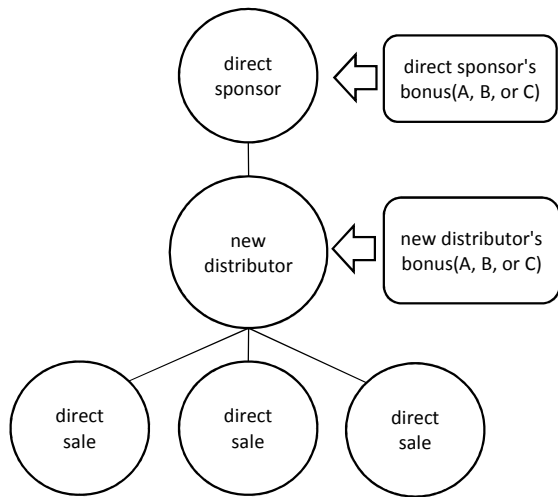 direct
sponsor
direct sponsor's
bonus(A, B, or C)
new
distributor
new distributor's
bonus(A, B, or C)
direct
sale
direct
sale
direct
sale